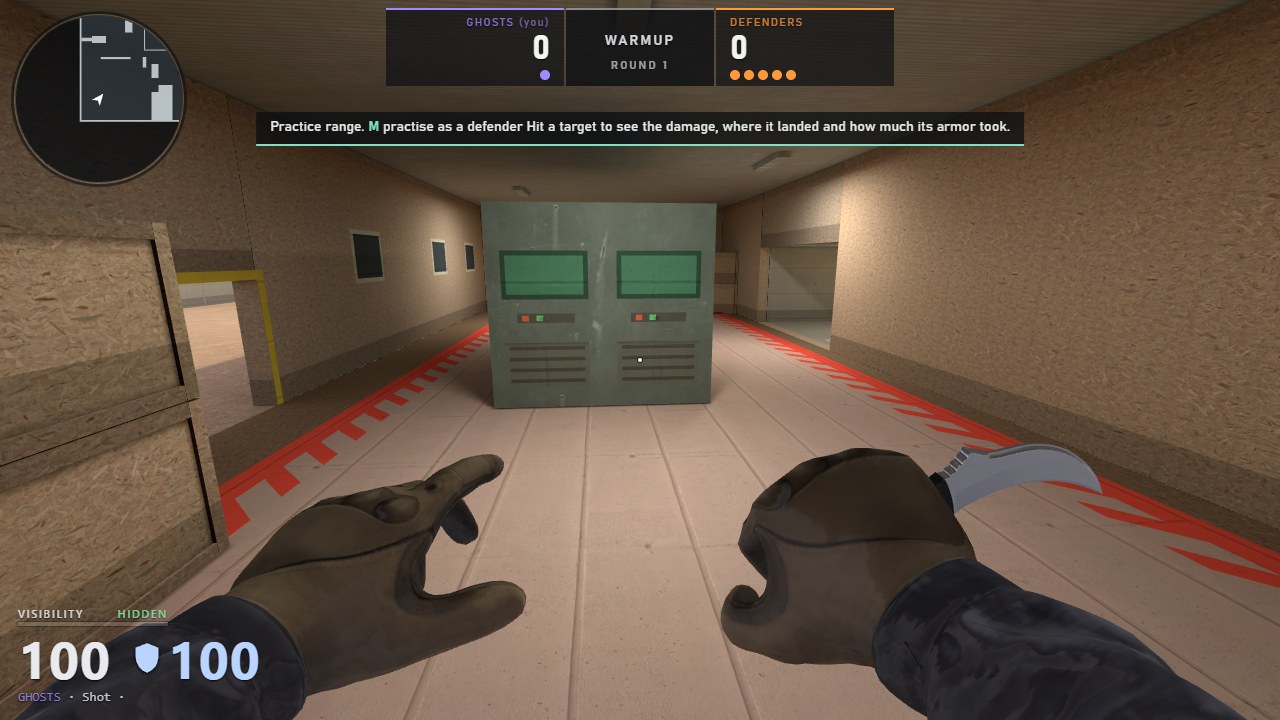 GHOSTS (you)
0
WARMUP
ROUND 1
DEFENDERS
0
Practice range. M practise as a defender Hit a target to see the damage, where it landed and how much its armor took.
VISIBILITY HIDDEN
100 100
GHOSTS · Shot ·